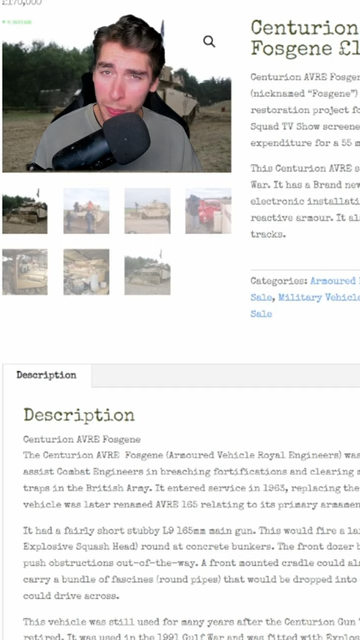 £170,000
Centurion
Fosgene £1
Centurion AVRE Fosge
(nicknamed "Fosgene")
restoration project fo
Squad TV Show screene
expenditure for a 55 m
This Centurion AVRE s
War. It has a Brand new
electronic installati
reactive armour. It al
tracks.
Categories: Armoured
Sale, Military Vehicle
Sale
Description
Description
Centurion AVRE Fosgene
The Centurion AVRE Fosgene (Armoured Vehicle Royal Engineers) was
assist Combat Engineers in breaching fortifications and clearing
traps in the British Army. It entered service in 1963, replacing the
vehicle was later renamed AVRE 165 relating to its primary armamen
It had a fairly short stubby L9 165mm main gun. This would fire a la
Explosive Squash Head) round at concrete bunkers. The front dozer b
push obstructions out-of-the-way. A front mounted cradle could al
carry a bundle of fascines (round pipes) that would be dropped into
could drive across.
This vehicle was still used for many years after the Centurion Gun
retired. It was used in the 1991 Gulf War and was fitted with Explos